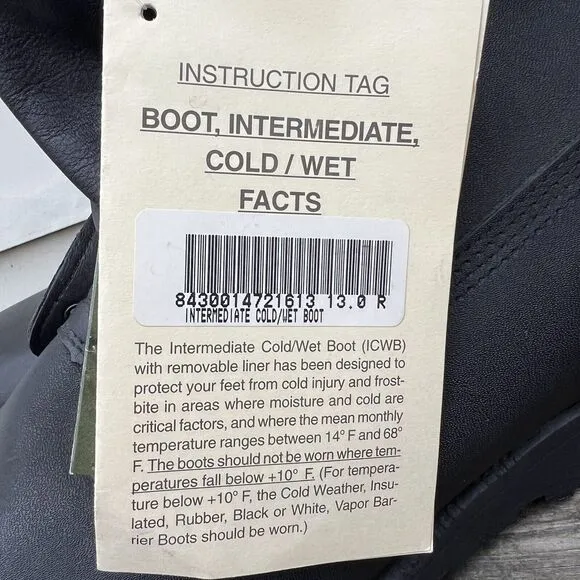 INSTRUCTION TAG
BOOT, INTERMEDIATE,
COLD / WET
FACTS
8430014721613 13.0 R
INTERMEDIATE COLD/WET BOOT
The Intermediate Cold/Wet Boot (ICWB)
with removable liner has been designed to
protect your feet from cold injury and frost-
bite in areas where moisture and cold are
critical factors, and where the mean monthly
temperature ranges between 14° F and 68°
F. The boots should not be worn where tem-
peratures fall below +10° F. (For tempera-
ture below +10° F, the Cold Weather, Insu-
lated, Rubber, Black or White, Vapor Bar-
rier Boots should be worn.)